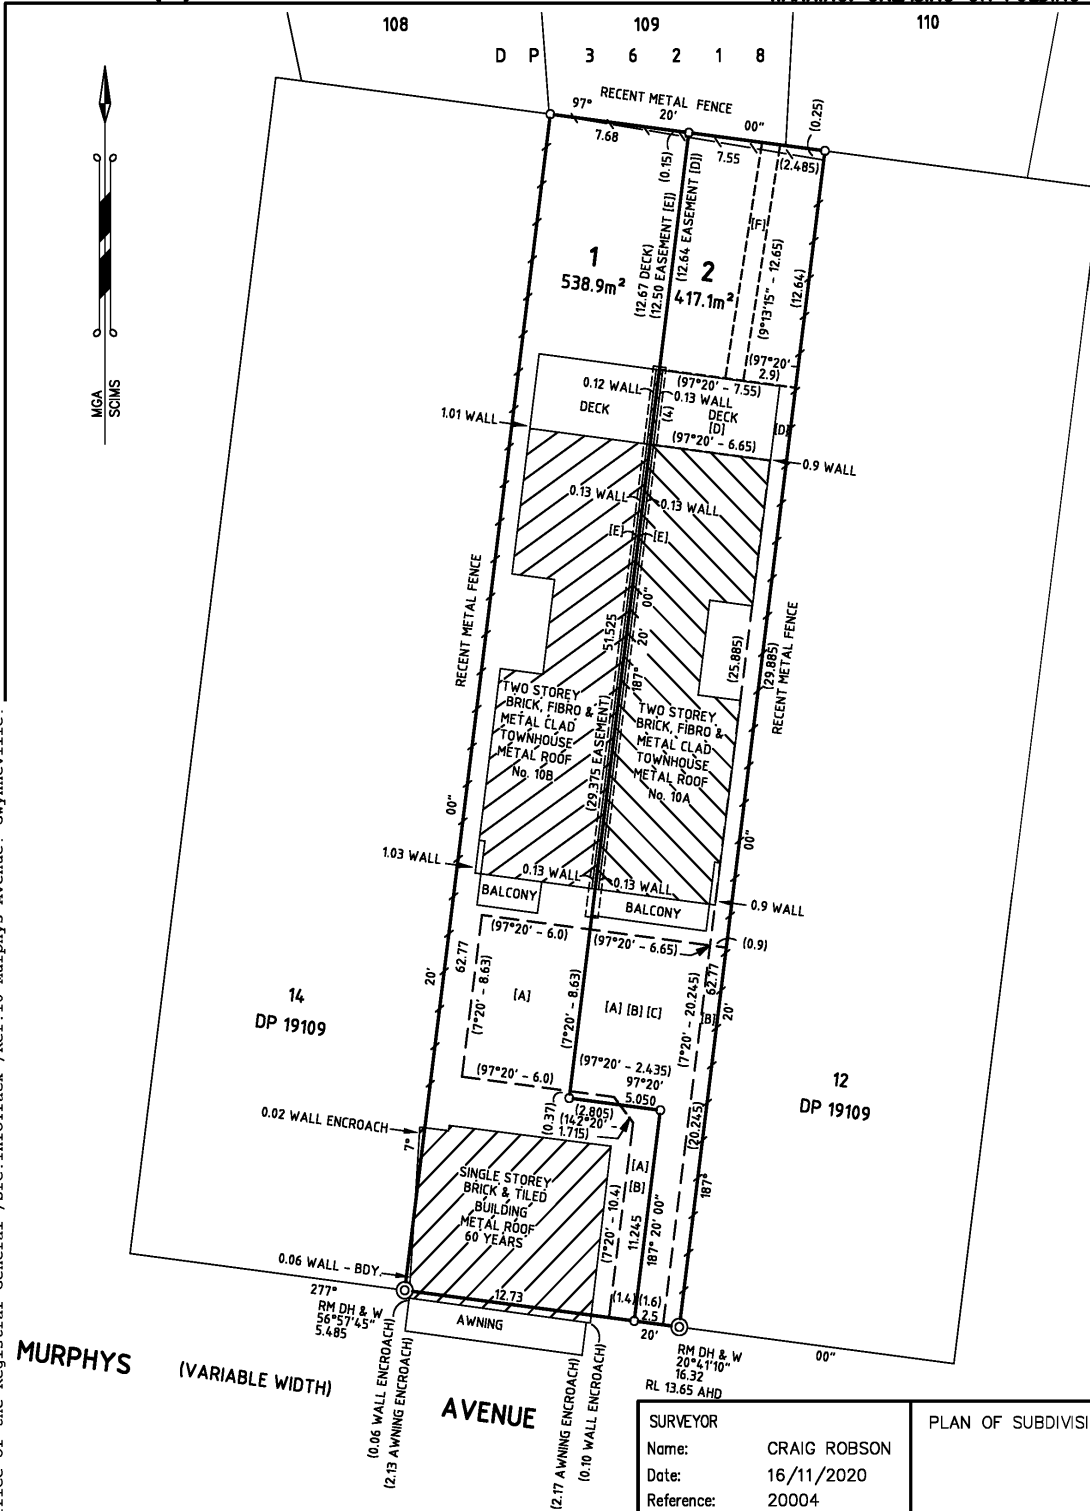 108
109
110
D P 3 6 2 1 8
RECENT METAL FENCE
97° 20' 00"
7.68
7.55
(0.15)
(0.25)
(2.485)
MGA
SCIMS
1
538.9m²
2
417.1m²
(12.67 DECK)
(12.50 EASEMENT [E])
(12.64 EASEMENT [D])
[F]
(9°13'15" - 12.65)
(12.64)
(97°20' - 2.9)
(97°20' - 7.55)
0.12 WALL
0.13 WALL
DECK
(4)
DECK
[D]
[D]
(97°20' - 6.65)
1.01 WALL
0.9 WALL
0.13 WALL
0.13 WALL
[E]
[E]
RECENT METAL FENCE
51.525
187° 20' 00"
(25.885)
(29.885)
RECENT METAL FENCE
TWO STOREY
BRICK, FIBRO &
METAL CLAD
TOWNHOUSE
METAL ROOF
No. 10B
TWO STOREY
BRICK, FIBRO &
METAL CLAD
TOWNHOUSE
METAL ROOF
No. 10A
(29.375 EASEMENT)
00"
00"
1.03 WALL
0.13 WALL
0.13 WALL
BALCONY
BALCONY
0.9 WALL
(97°20' - 6.0)
(97°20' - 6.65)
(0.9)
62.77
20'
(7°20' - 8.63)
[A]
(7°20' - 8.63)
[A] [B] [C]
(7°20' - 20.245)
62.77
[B]
20'
14
DP 19109
12
DP 19109
(97°20' - 6.0)
(97°20' - 2.435)
97°20'
5.050
(0.37)
(2.805)
(142°20' - 1.715)
0.02 WALL ENCROACH
7°
[A]
[B]
(20.245)
187°
SINGLE STOREY
BRICK & TILED
BUILDING
METAL ROOF
60 YEARS
(7°20' - 10.4)
11.245
187° 20' 00"
0.06 WALL - BDY.
277°
12.73
(1.4)
(1.6)
2.5
20'
00"
RM DH & W
56°57'45"
5.485
AWNING
RM DH & W
20°41'10"
16.32
RL 13.65 AHD
MURPHYS (VARIABLE WIDTH) AVENUE
(0.06 WALL ENCROACH)
(2.13 AWNING ENCROACH)
(2.17 AWNING ENCROACH)
(0.10 WALL ENCROACH)
SURVEYOR
Name: CRAIG ROBSON
Date: 16/11/2020
Reference: 20004
PLAN OF SUBDIVISI